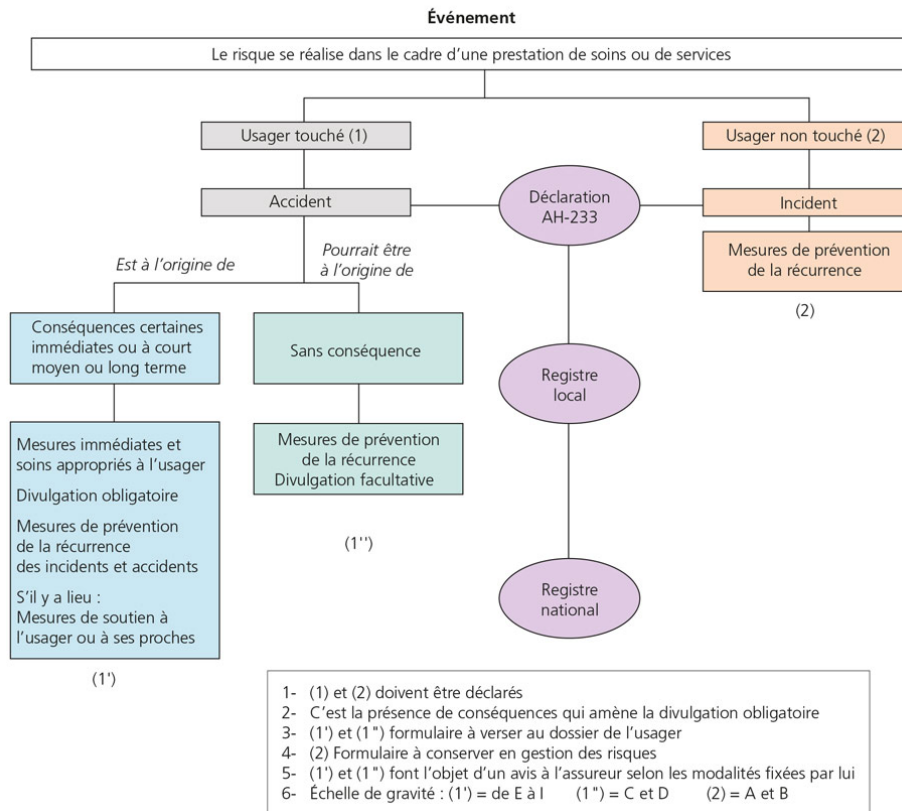 Événement
Le risque se réalise dans le cadre d'une prestation de soins ou de services
Usager touché (1)
Usager non touché (2)
Accident
Déclaration
AH-233
Incident
Est à l'origine de
Pourrait être
à l'origine de
Mesures de prévention
de la récurrence
(2)
Conséquences certaines
immédiates ou à court
moyen ou long terme
Sans conséquence
Registre
local
Mesures immédiates et
soins appropriés à l'usager
Divulgation obligatoire
Mesures de prévention
de la récurrence
des incidents et accidents
S'il y a lieu :
Mesures de soutien à
l'usager ou à ses proches
(1')
Mesures de prévention
de la récurrence
Divulgation facultative
(1'')
Registre
national
1- (1) et (2) doivent être déclarés
2- C'est la présence de conséquences qui amène la divulgation obligatoire
3- (1') et (1") formulaire à verser au dossier de l'usager
4- (2) Formulaire à conserver en gestion des risques
5- (1') et (1") font l'objet d'un avis à l'assureur selon les modalités fixées par lui
6- Échelle de gravité : (1') = de E à I (1") = C et D (2) = A et B